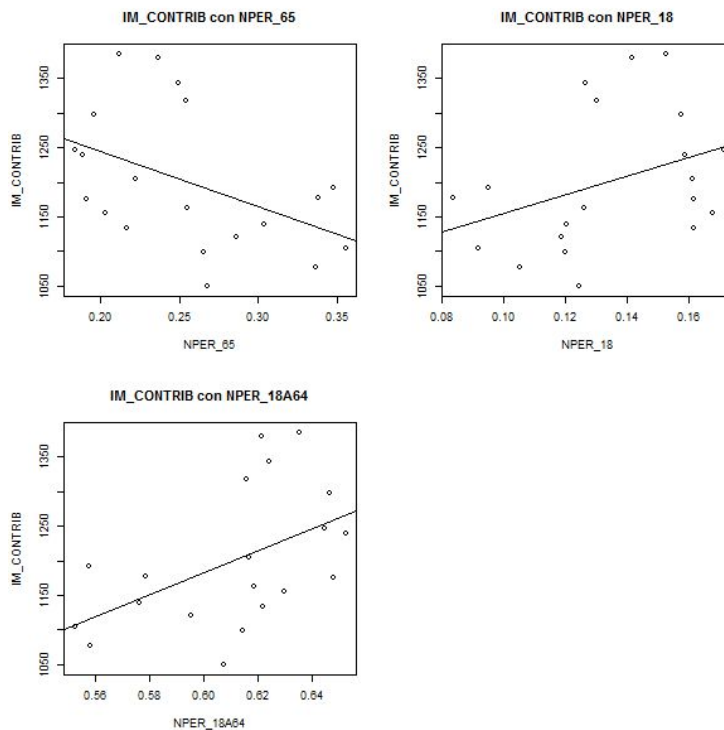 IM_CONTRIB con NPER_65
IM_CONTRIB
1050
1150
1250
1350
0.20
0.25
0.30
0.35
NPER_65
IM_CONTRIB con NPER_18
IM_CONTRIB
1050
1150
1250
1350
0.08
0.10
0.12
0.14
0.16
NPER_18
IM_CONTRIB con NPER_18A64
IM_CONTRIB
1050
1150
1250
1350
0.56
0.58
0.60
0.62
0.64
NPER_18A64